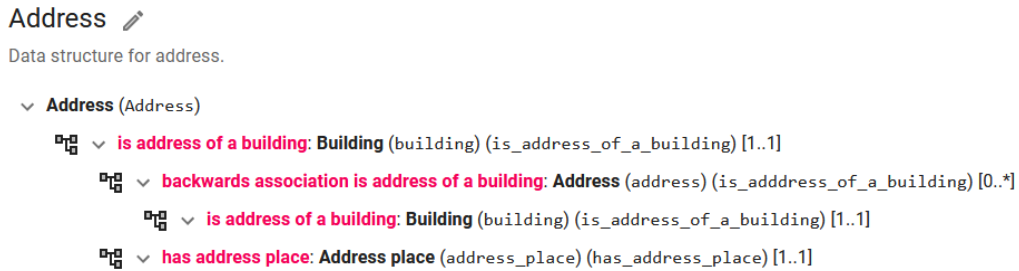 Address
Data structure for address.
Address (Address)
is address of a building: Building (building) (is_address_of_a_building) [1..1]
backwards association is address of a building: Address (address) (is_adddress_of_a_building) [0..*]
is address of a building: Building (building) (is_address_of_a_building) [1..1]
has address place: Address place (address_place) (has_address_place) [1..1]